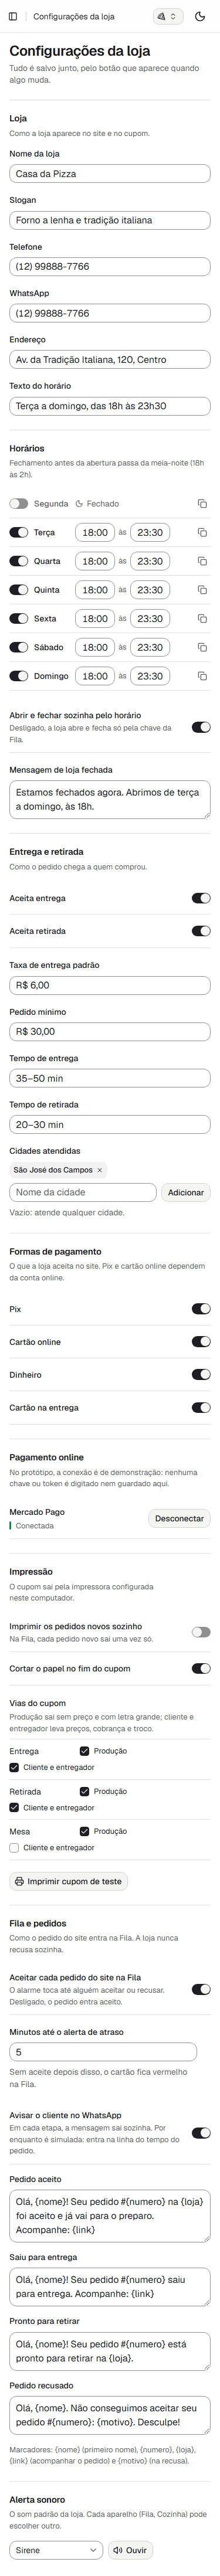 Configurações da loja
Configurações da loja
Tudo é salvo junto, pelo botão que aparece quando
algo muda.
Loja
Como a loja aparece no site e no cupom.
Nome da loja
Casa da Pizza
Slogan
Forno a lenha e tradição italiana
Telefone
(12) 99888-7766
WhatsApp
(12) 99888-7766
Endereço
Av. da Tradição Italiana, 120, Centro
Texto do horário
Terça a domingo, das 18h às 23h30
Horários
Fechamento antes da abertura passa da meia-noite (18h
às 2h).
Segunda Fechado
Terça 18:00 às 23:30
Quarta 18:00 às 23:30
Quinta 18:00 às 23:30
Sexta 18:00 às 23:30
Sábado 18:00 às 23:30
Domingo 18:00 às 23:30
Abrir e fechar sozinha pelo horário
Desligado, a loja abre e fecha só pela chave da
Fila.
Mensagem de loja fechada
Estamos fechados agora. Abrimos de terça
a domingo, às 18h.
Entrega e retirada
Como o pedido chega a quem comprou.
Aceita entrega
Aceita retirada
Taxa de entrega padrão
R$ 6,00
Pedido mínimo
R$ 30,00
Tempo de entrega
35–50 min
Tempo de retirada
20–30 min
Cidades atendidas
São José dos Campos ×
Nome da cidade Adicionar
Vazio: atende qualquer cidade.
Formas de pagamento
O que a loja aceita no site. Pix e cartão online dependem
da conta online.
Pix
Cartão online
Dinheiro
Cartão na entrega
Pagamento online
No protótipo, a conexão é de demonstração: nenhuma
chave ou token é digitado nem guardado aqui.
Mercado Pago
Conectada
Desconectar
Impressão
O cupom sai pela impressora configurada
neste computador.
Imprimir os pedidos novos sozinho
Na Fila, cada pedido novo sai uma vez só.
Cortar o papel no fim do cupom
Vias do cupom
Produção sai sem preço e com letra grande; cliente e
entregador leva preços, cobrança e troco.
Entrega Produção
Cliente e entregador
Retirada Produção
Cliente e entregador
Mesa Produção
Cliente e entregador
Imprimir cupom de teste
Fila e pedidos
Como o pedido do site entra na Fila. A loja nunca
recusa sozinha.
Aceitar cada pedido do site na Fila
O alarme toca até alguém aceitar ou recusar.
Desligado, o pedido entra aceito.
Minutos até o alerta de atraso
5
Sem aceite depois disso, o cartão fica vermelho
na Fila.
Avisar o cliente no WhatsApp
Em cada etapa, a mensagem sai sozinha. Por
enquanto é simulada: entra na linha do tempo do
pedido.
Pedido aceito
Olá, {nome}! Seu pedido #{numero} na {loja}
foi aceito e já vai para o preparo.
Acompanhe: {link}
Saiu para entrega
Olá, {nome}! Seu pedido #{numero} saiu
para entrega. Acompanhe: {link}
Pronto para retirar
Olá, {nome}! Seu pedido #{numero} está
pronto para retirar na {loja}.
Pedido recusado
Olá, {nome}. Não conseguimos aceitar seu
pedido #{numero}: {motivo}. Desculpe!
Marcadores: {nome} (primeiro nome), {numero}, {loja},
{link} (acompanhar o pedido) e {motivo} (na recusa).
Alerta sonoro
O som padrão da loja. Cada aparelho (Fila, Cozinha) pode
escolher outro.
Sirene Ouvir